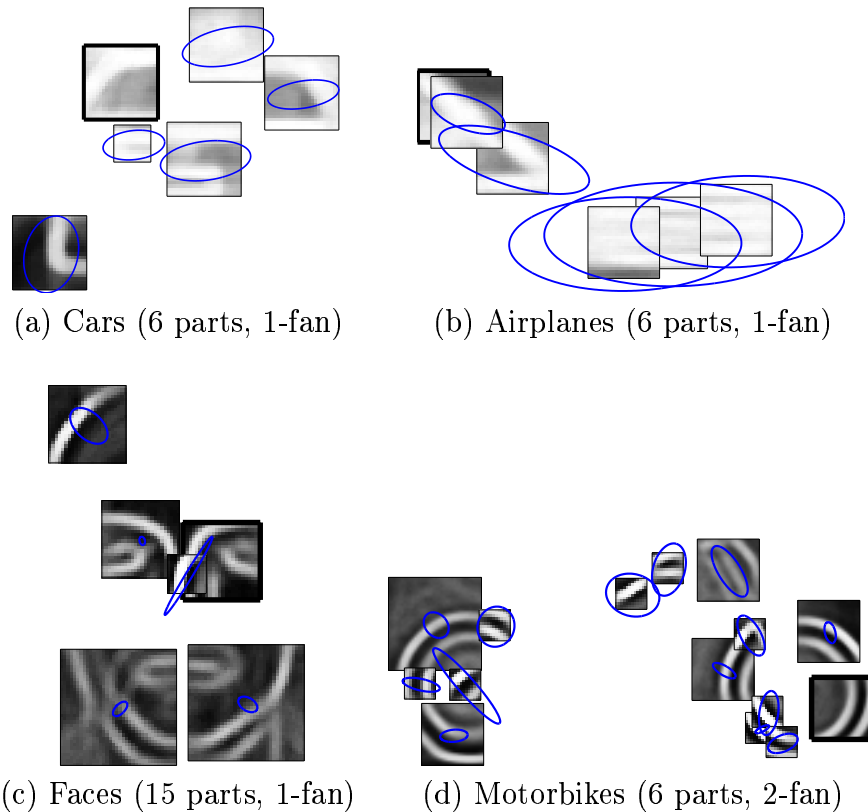 (a) Cars (6 parts, 1-fan)
(b) Airplanes (6 parts, 1-fan)
(c) Faces (15 parts, 1-fan)
(d) Motorbikes (6 parts, 2-fan)